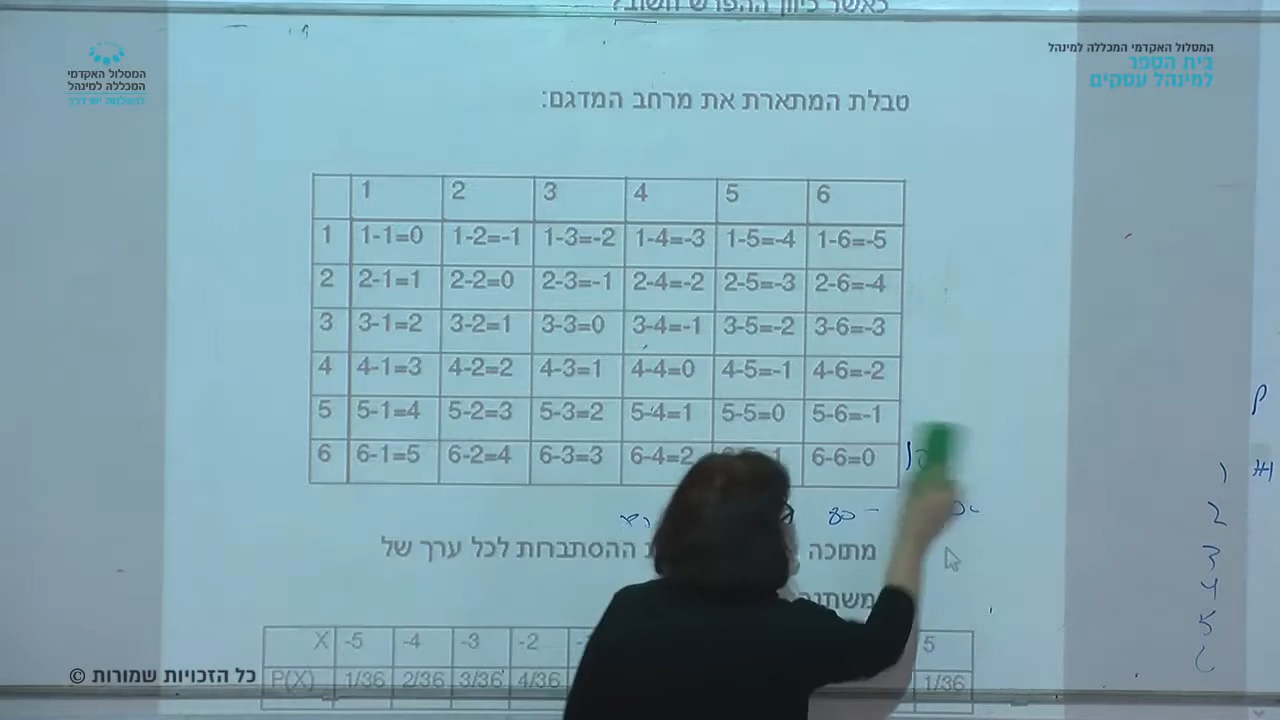 כאשר כיוון ההפרש חשוב?
המסלול האקדמי
המכללה למינהל
להצלחה יש דרך
המסלול האקדמי המכללה למינהל
בית הספר
למינהל עסקים
טבלת המתארת את מרחב המדגם:
1 2 3 4 5 6
1 1-1=0 1-2=-1 1-3=-2 1-4=-3 1-5=-4 1-6=-5
2 2-1=1 2-2=0 2-3=-1 2-4=-2 2-5=-3 2-6=-4
3 3-1=2 3-2=1 3-3=0 3-4=-1 3-5=-2 3-6=-3
4 4-1=3 4-2=2 4-3=1 4-4=0 4-5=-1 4-6=-2
5 5-1=4 5-2=3 5-3=2 5-4=1 5-5=0 5-6=-1
6 6-1=5 6-2=4 6-3=3 6-4=2 6-6=0
מתוכה ההסתברות לכל ערך של
X -5 -4 -3 -2 5
P(X) 1/36 2/36 3/36 4/36 1/36
1
2
3
4
5
כל הזכויות שמורות ©